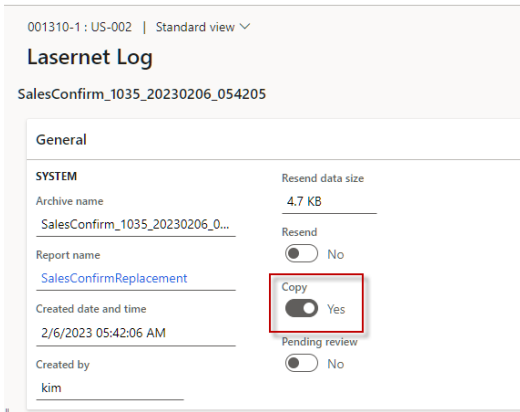 001310-1 : US-002 | Standard view
Lasernet Log
SalesConfirm_1035_20230206_054205
General
SYSTEM
Archive name
SalesConfirm_1035_20230206_0...
Report name
SalesConfirmReplacement
Created date and time
2/6/2023 05:42:06 AM
Created by
kim
Resend data size
4.7 KB
Resend
No
Copy
Yes
Pending review
No